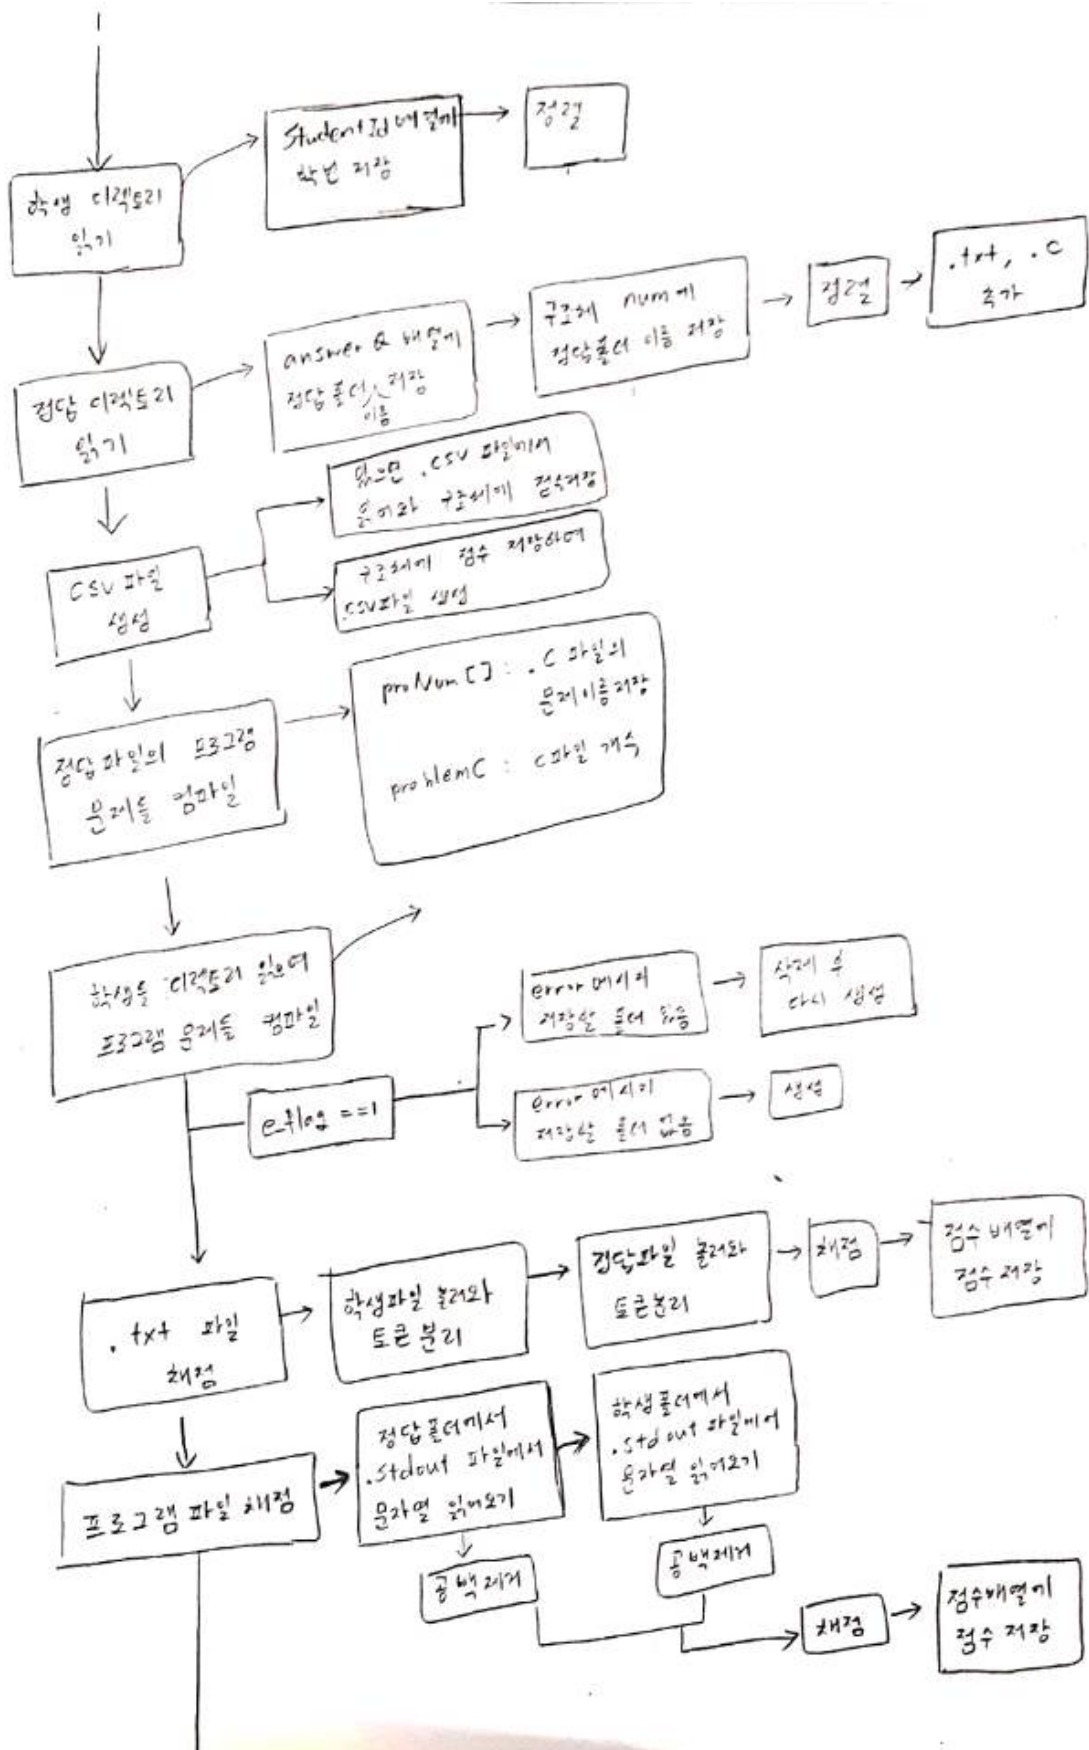 학생 디렉토리
읽기
StudentId 배열에
학번 저장
정렬
정답 디렉토리
읽기
answerQ 배열에
정답폴더 이름 저장
구조체 num에
정답폴더 이름 저장
정렬
.txt, .C
추가
CSV 파일
생성
있으면 .CSV 파일에서
읽어와 구조체에 점수저장
구조체에 점수 저장하여
.CSV파일 생성
정답파일의 프로그램
문제들 컴파일
proNum[] : .C 파일의
문제이름저장
problemC : C파일 개수
학생들 디렉토리 읽으며
프로그램 문제들 컴파일
e_flag ==1
error 메시지
저장할 폴더 있음
삭제 후
다시 생성
error 메시지
저장할 폴더 없음
생성
.txt 파일
채점
학생파일 불러와
토큰 분리
정답파일 불러와
토큰분리
채점
점수 배열에
점수 저장
프로그램 파일 채점
정답폴더에서
.stdout 파일에서
문자열 읽어오기
공백제거
학생폴더에서
.stdout 파일에서
문자열 읽어오기
공백제거
채점
점수배열에
점수 저장